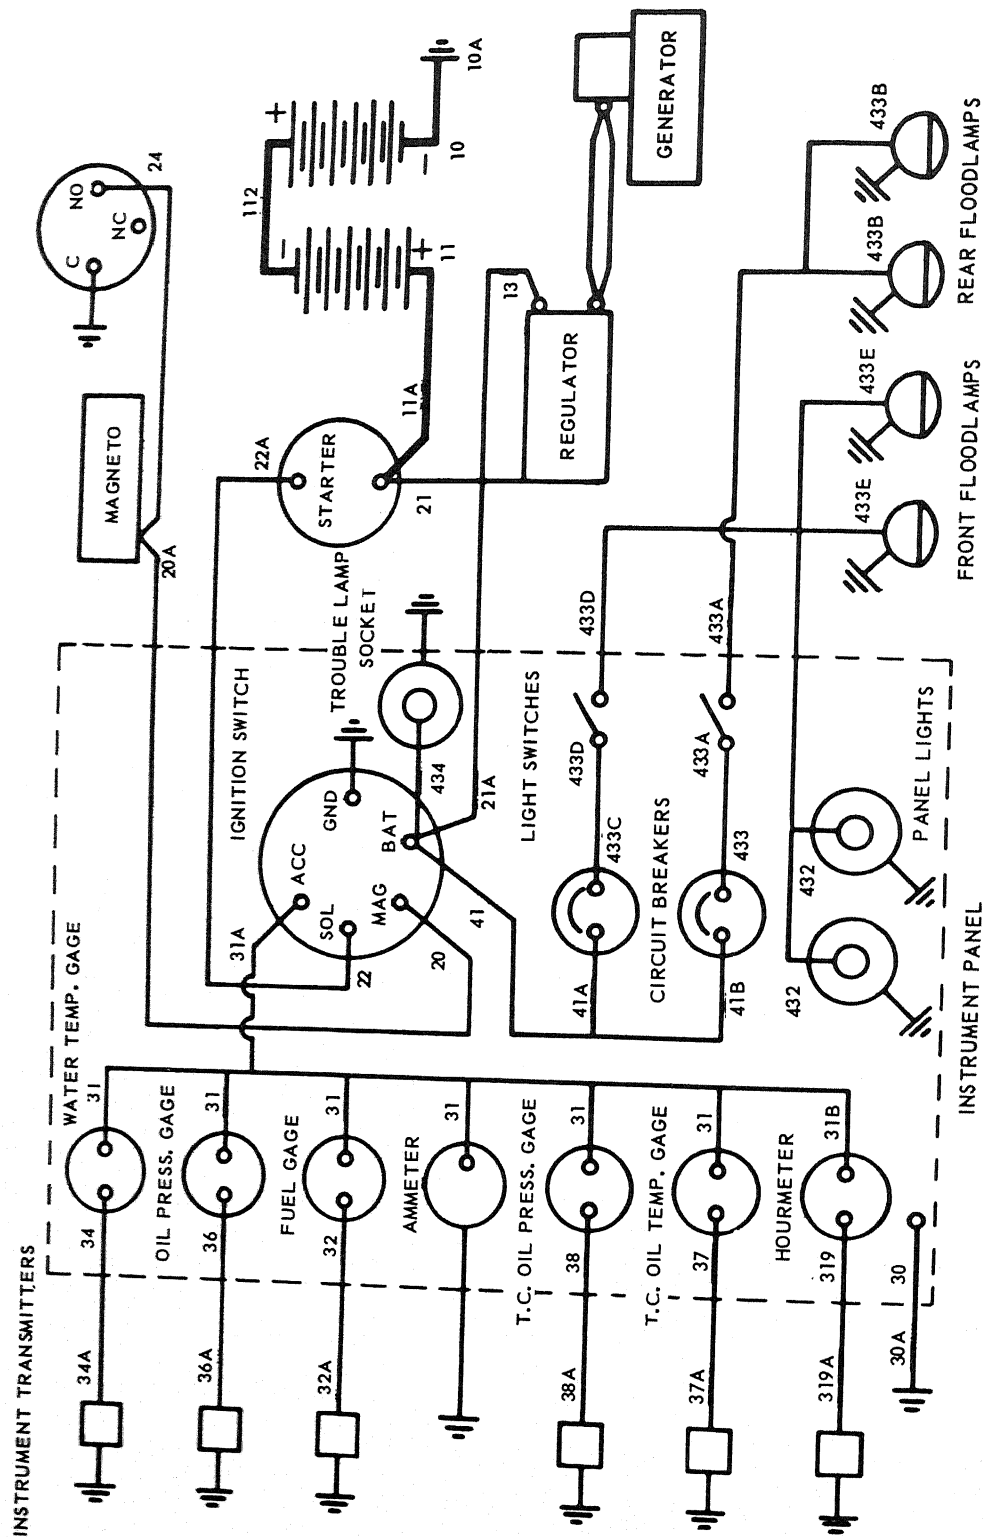 INSTRUMENT TRANSMITTERS
34A
36A
32A
38A
37A
319A
30A
34
36
32
38
37
319
30
WATER TEMP. GAGE
OIL PRESS. GAGE
FUEL GAGE
AMMETER
T.C. OIL PRESS. GAGE
T.C. OIL TEMP. GAGE
HOURMETER
31
31
31
31
31
31
31B
INSTRUMENT PANEL
31A
22
20
41
41A
41B
432
432
IGNITION SWITCH
ACC
SOL
MAG
GND
BAT
434
21A
TROUBLE LAMP
SOCKET
LIGHT SWITCHES
CIRCUIT BREAKERS
PANEL LIGHTS
433C
433
433D
433A
433D
433A
MAGNETO
20A
24
C
NC
NO
STARTER
22A
21
11A
112
-
+
11
+
-
10
10A
13
REGULATOR
GENERATOR
433E
433E
433B
433B
FRONT FLOODLAMPS
REAR FLOODLAMPS